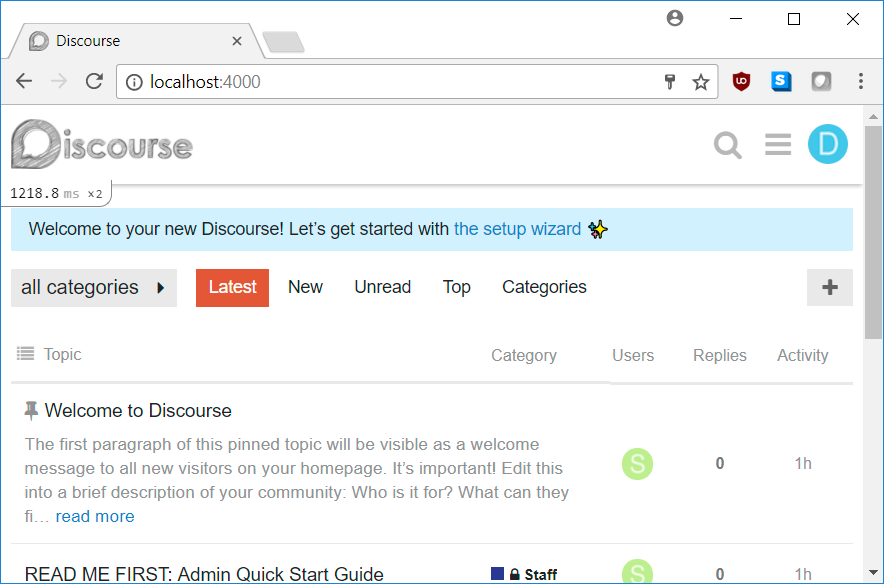 Discourse
localhost:4000
Discourse
D
1218.8 ms ×2
Welcome to your new Discourse! Let’s get started with the setup wizard
all categories Latest New Unread Top Categories
Topic Category Users Replies Activity
Welcome to Discourse
The first paragraph of this pinned topic will be visible as a welcome
message to all new visitors on your homepage. It’s important! Edit this
into a brief description of your community: Who is it for? What can they
fi… read more
S 0 1h
READ ME FIRST: Admin Quick Start Guide Staff S 0 1h